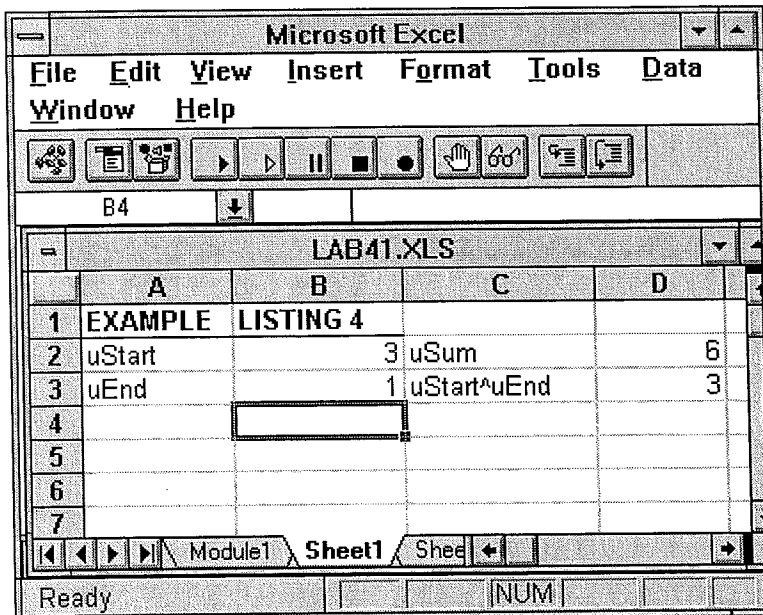 Microsoft Excel
File Edit View Insert Format Tools Data
Window Help
B4
LAB41.XLS
A B C D
1 EXAMPLE LISTING 4
2 uStart 3 uSum 6
3 uEnd 1 uStart^uEnd 3
4
5
6
7
Module1 Sheet1 Shee
Ready NUM